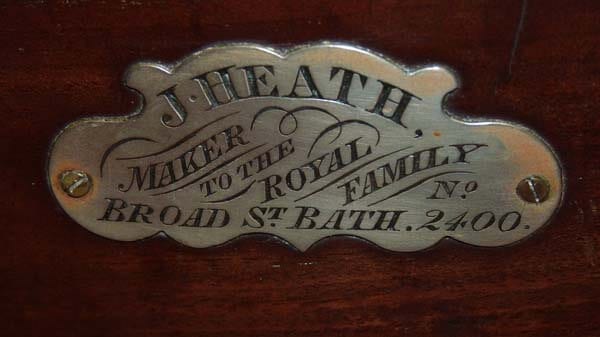 J. HEATH,
MAKER TO THE ROYAL FAMILY
BROAD ST. BATH. No. 2400.